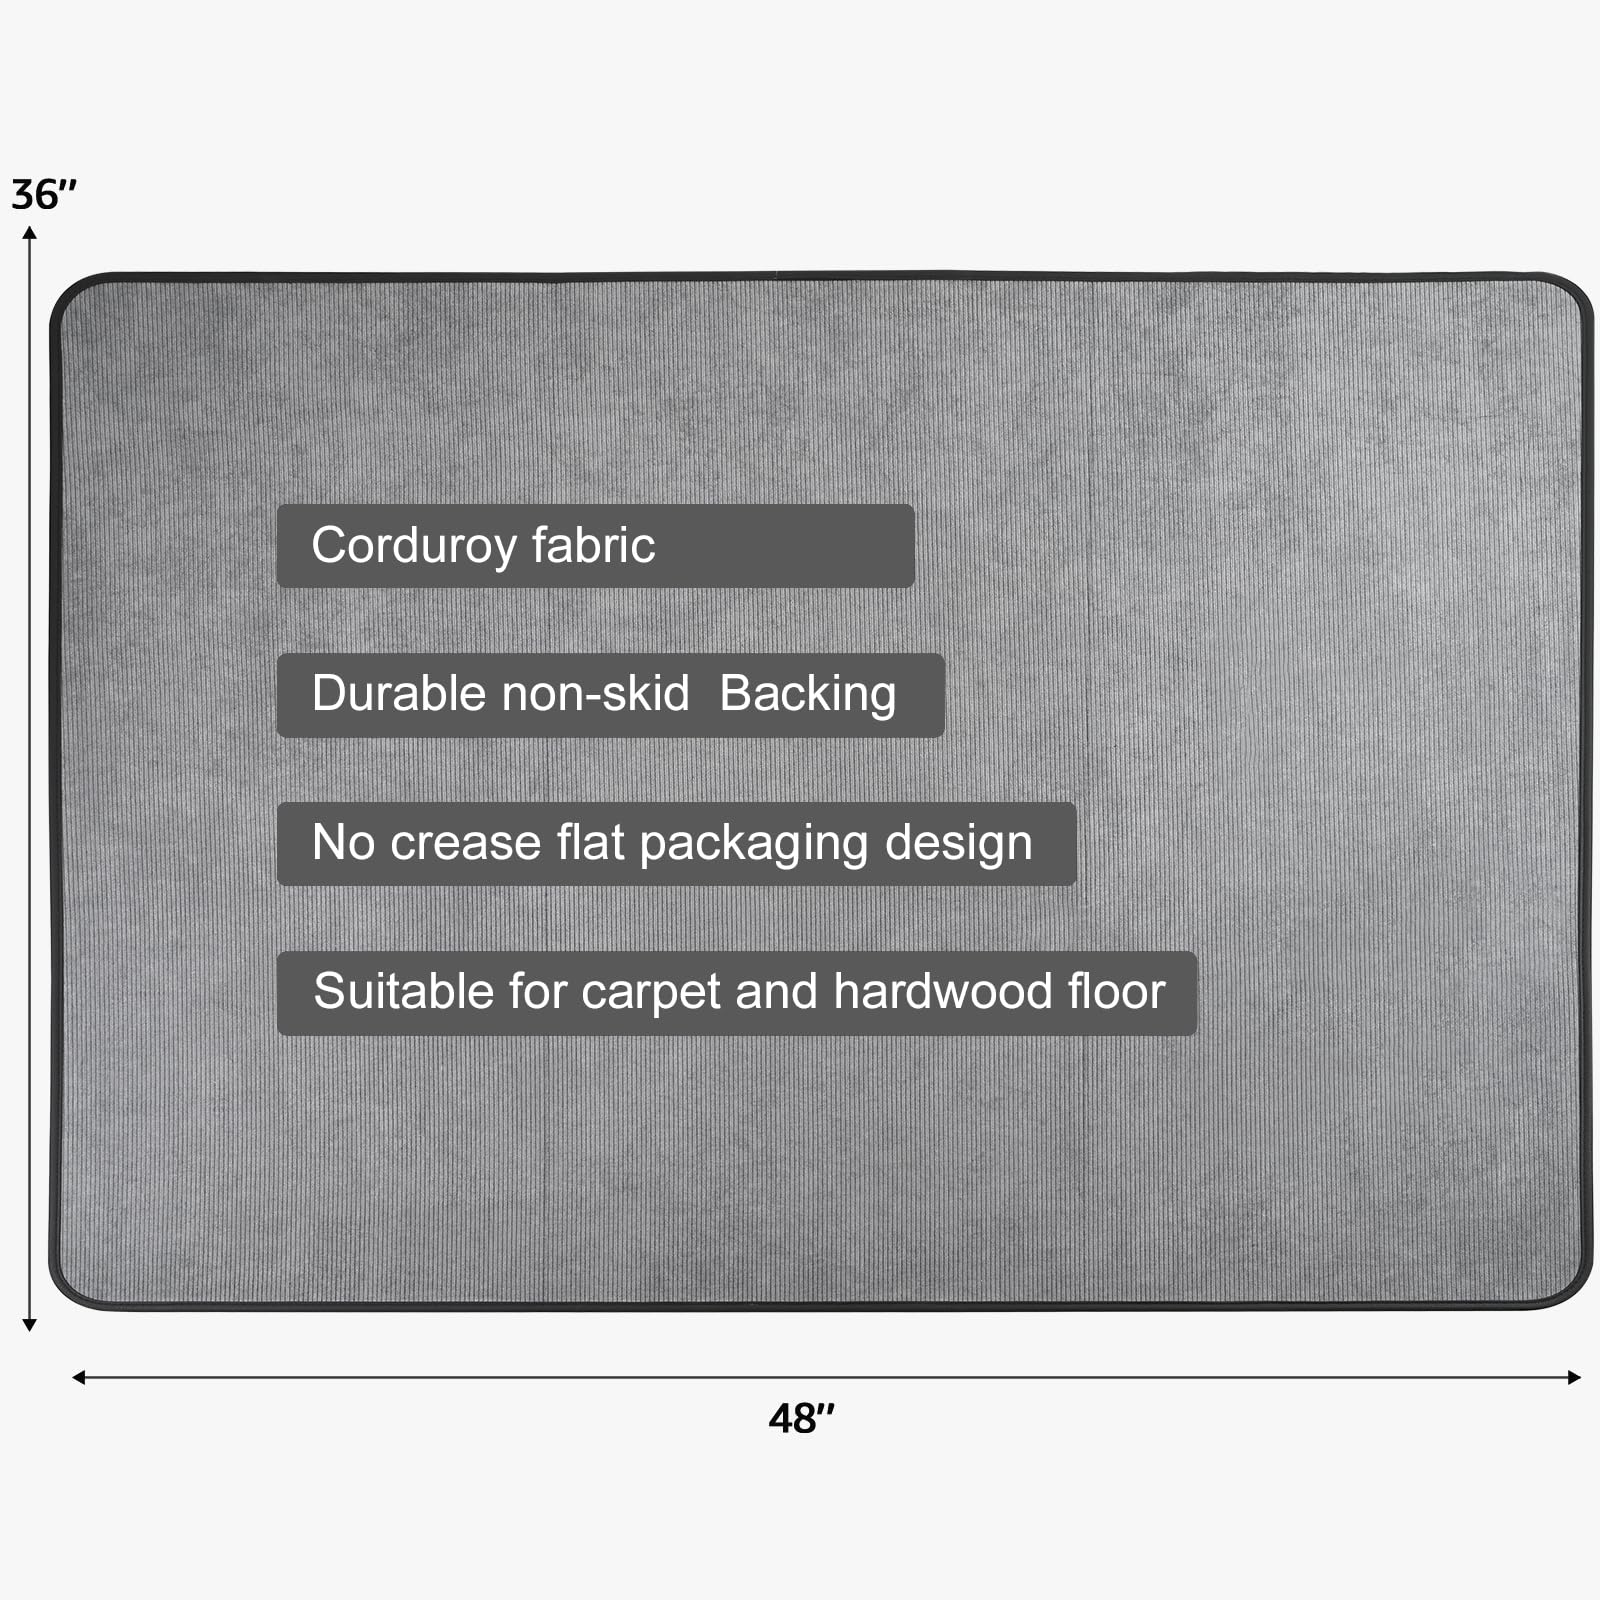 36″
Corduroy fabric
Durable non-skid  Backing
No crease flat packaging design
Suitable for carpet and hardwood floor
48″